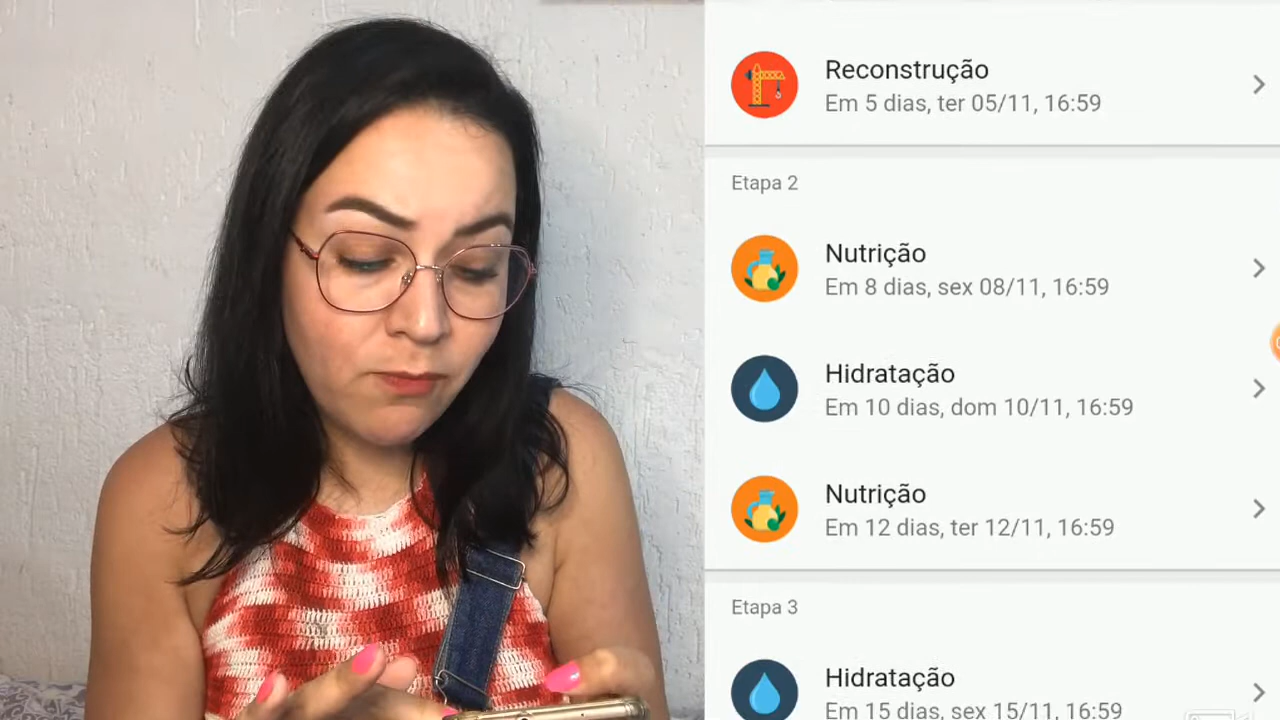 Reconstrução
Em 5 dias, ter 05/11, 16:59
Etapa 2
Nutrição
Em 8 dias, sex 08/11, 16:59
Hidratação
Em 10 dias, dom 10/11, 16:59
Nutrição
Em 12 dias, ter 12/11, 16:59
Etapa 3
Hidratação
Em 15 dias, sex 15/11, 16:59